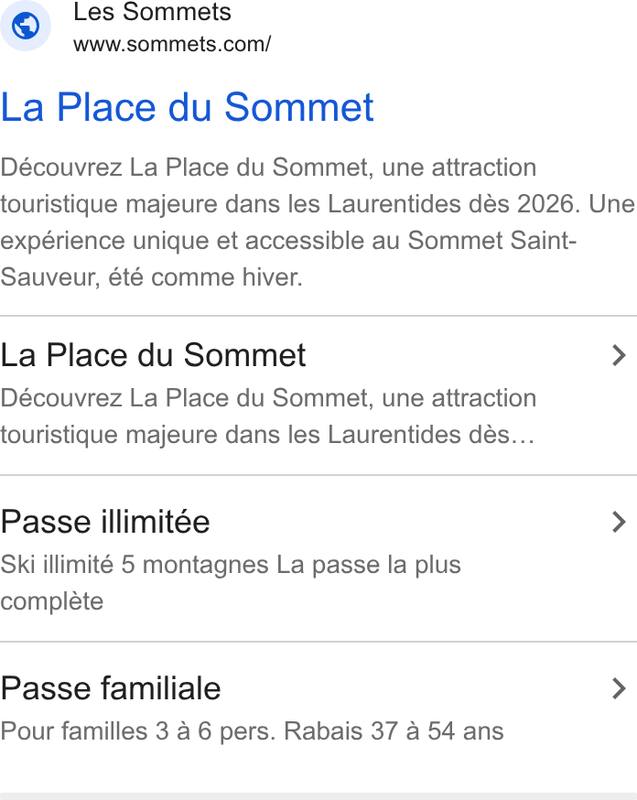 Les Sommets
www.sommets.com/
La Place du Sommet
Découvrez La Place du Sommet, une attraction
touristique majeure dans les Laurentides dès 2026. Une
expérience unique et accessible au Sommet Saint-
Sauveur, été comme hiver.
La Place du Sommet
Découvrez La Place du Sommet, une attraction
touristique majeure dans les Laurentides dès…
Passe illimitée
Ski illimité 5 montagnes La passe la plus
complète
Passe familiale
Pour familles 3 à 6 pers. Rabais 37 à 54 ans